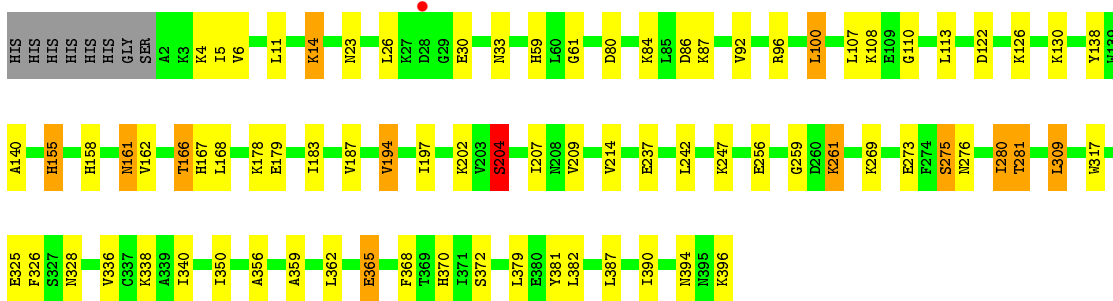 HIS HIS HIS HIS HIS HIS GLY SER A2 K3 K4 I5 V6 L11 K14 N23 L26 K27 D28 G29 E30 N33 H59 L60 G61 D80 K84 L85 D86 K87 V92 R96 L100 L107 K108 E109 G110 L113 D122 K126 K130 Y138 W139
A140 H155 H158 N161 V162 T166 H167 L168 K178 E179 I183 V187 V194 I197 K202 V203 S204 I207 N208 V209 V214 E237 L242 K247 E256 G259 D260 K261 K269 E273 F274 S275 N276 I280 T281 L309 W317
E325 F326 S327 N328 V336 C337 K338 A339 I340 I350 A356 A359 L362 E365 F368 T369 H370 I371 S372 L379 E380 Y381 L382 L387 I390 N394 N395 K396